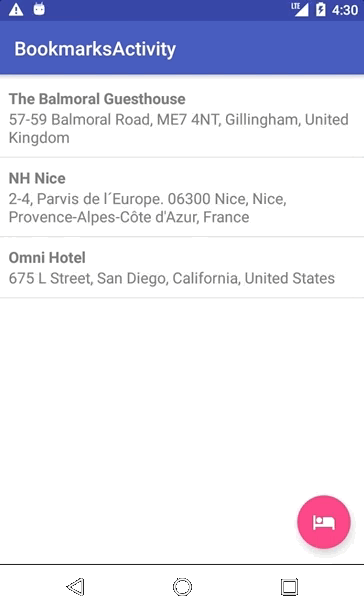 LTE 4:30
BookmarksActivity
The Balmoral Guesthouse
57-59 Balmoral Road, ME7 4NT, Gillingham, United
Kingdom
NH Nice
2-4, Parvis de l´Europe. 06300 Nice, Nice,
Provence-Alpes-Côte d'Azur, France
Omni Hotel
675 L Street, San Diego, California, United States